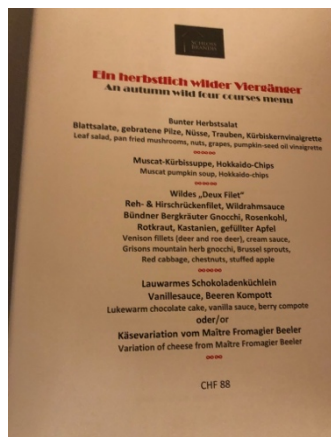 Ein herbstlich wilder Viergänger
An autumn wild four courses menu
Bunter Herbstsalat
Blattsalate, gebratene Pilze, Nüsse, Trauben, Kürbiskernvinaigrette
Leaf salad, pan fried mushrooms, nuts, grapes, pumpkin-seed oil vinaigrette
Muscat-Kürbissuppe, Hokkaido-Chips
Muscat pumpkin soup, Hokkaido-chips
Wildes „Deux Filet"
Reh- & Hirschrückenfilet, Wildrahmsauce
Bündner Bergkräuter Gnocchi, Rosenkohl,
Rotkraut, Kastanien, gefüllter Apfel
Venison fillets (deer and roe deer), cream sauce,
Grisons mountain herb gnocchi, Brussel sprouts,
Red cabbage, chestnuts, stuffed apple
Lauwarmes Schokoladenküchlein
Vanillesauce, Beeren Kompott
Lukewarm chocolate cake, vanilla sauce, berry compote
oder/or
Käsevariation vom Maître Fromagier Beeler
Variation of cheese from Maître Fromagier Beeler
CHF 88